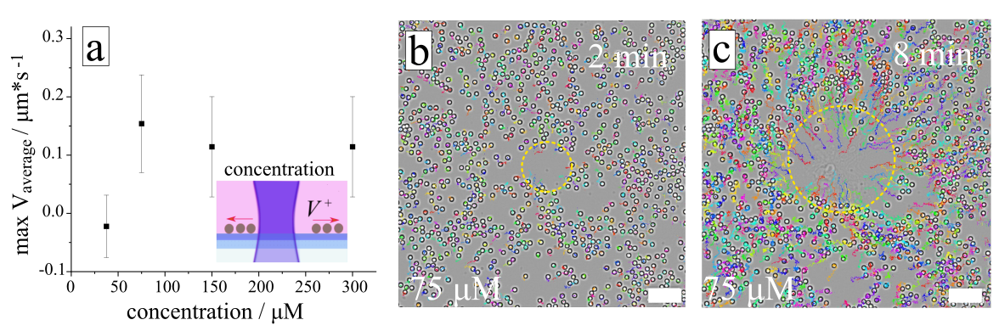 a
max V average / µm*s -1
0.3
0.2
0.1
0.0
-0.1
0
50
100
150
200
250
300
concentration / µM
concentration
V+
b
2 min
75 µM
c
8 min
75 µM